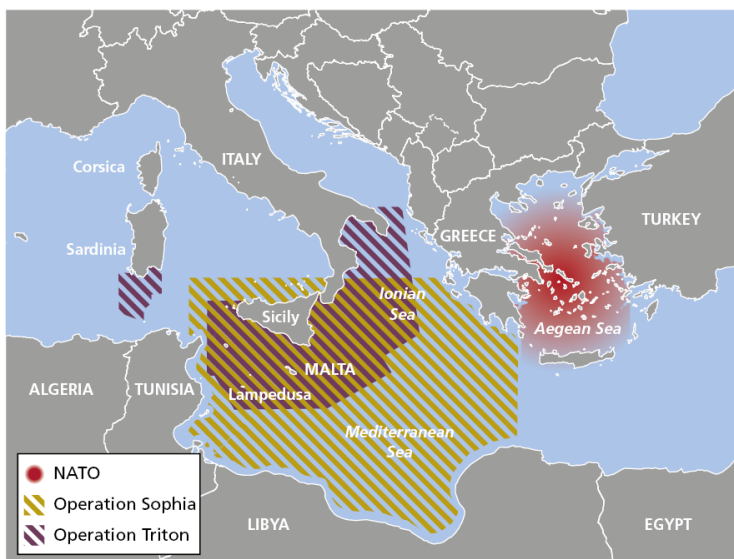 Corsica
ITALY
Sardinia
TURKEY
GREECE
Ionian
Sea
Sicily
Aegean Sea
MALTA
ALGERIA
TUNISIA
Lampedusa
Mediterranean
Sea
NATO
Operation Sophia
Operation Triton
LIBYA
EGYPT